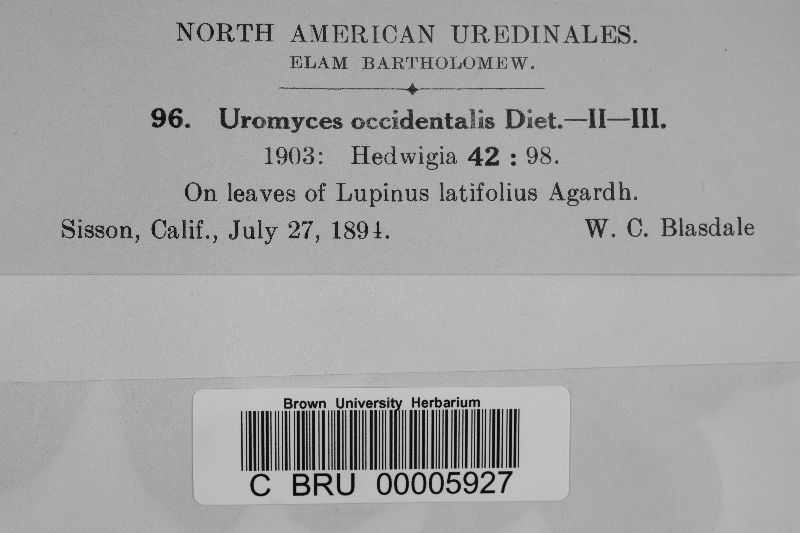 NORTH AMERICAN UREDINALES.
ELAM BARTHOLOMEW.
96. Uromyces occidentalis Diet.—II—III.
1903: Hedwigia 42 : 98.
On leaves of Lupinus latifolius Agardh.
Sisson, Calif., July 27, 1894. W. C. Blasdale
Brown University Herbarium
C BRU 00005927